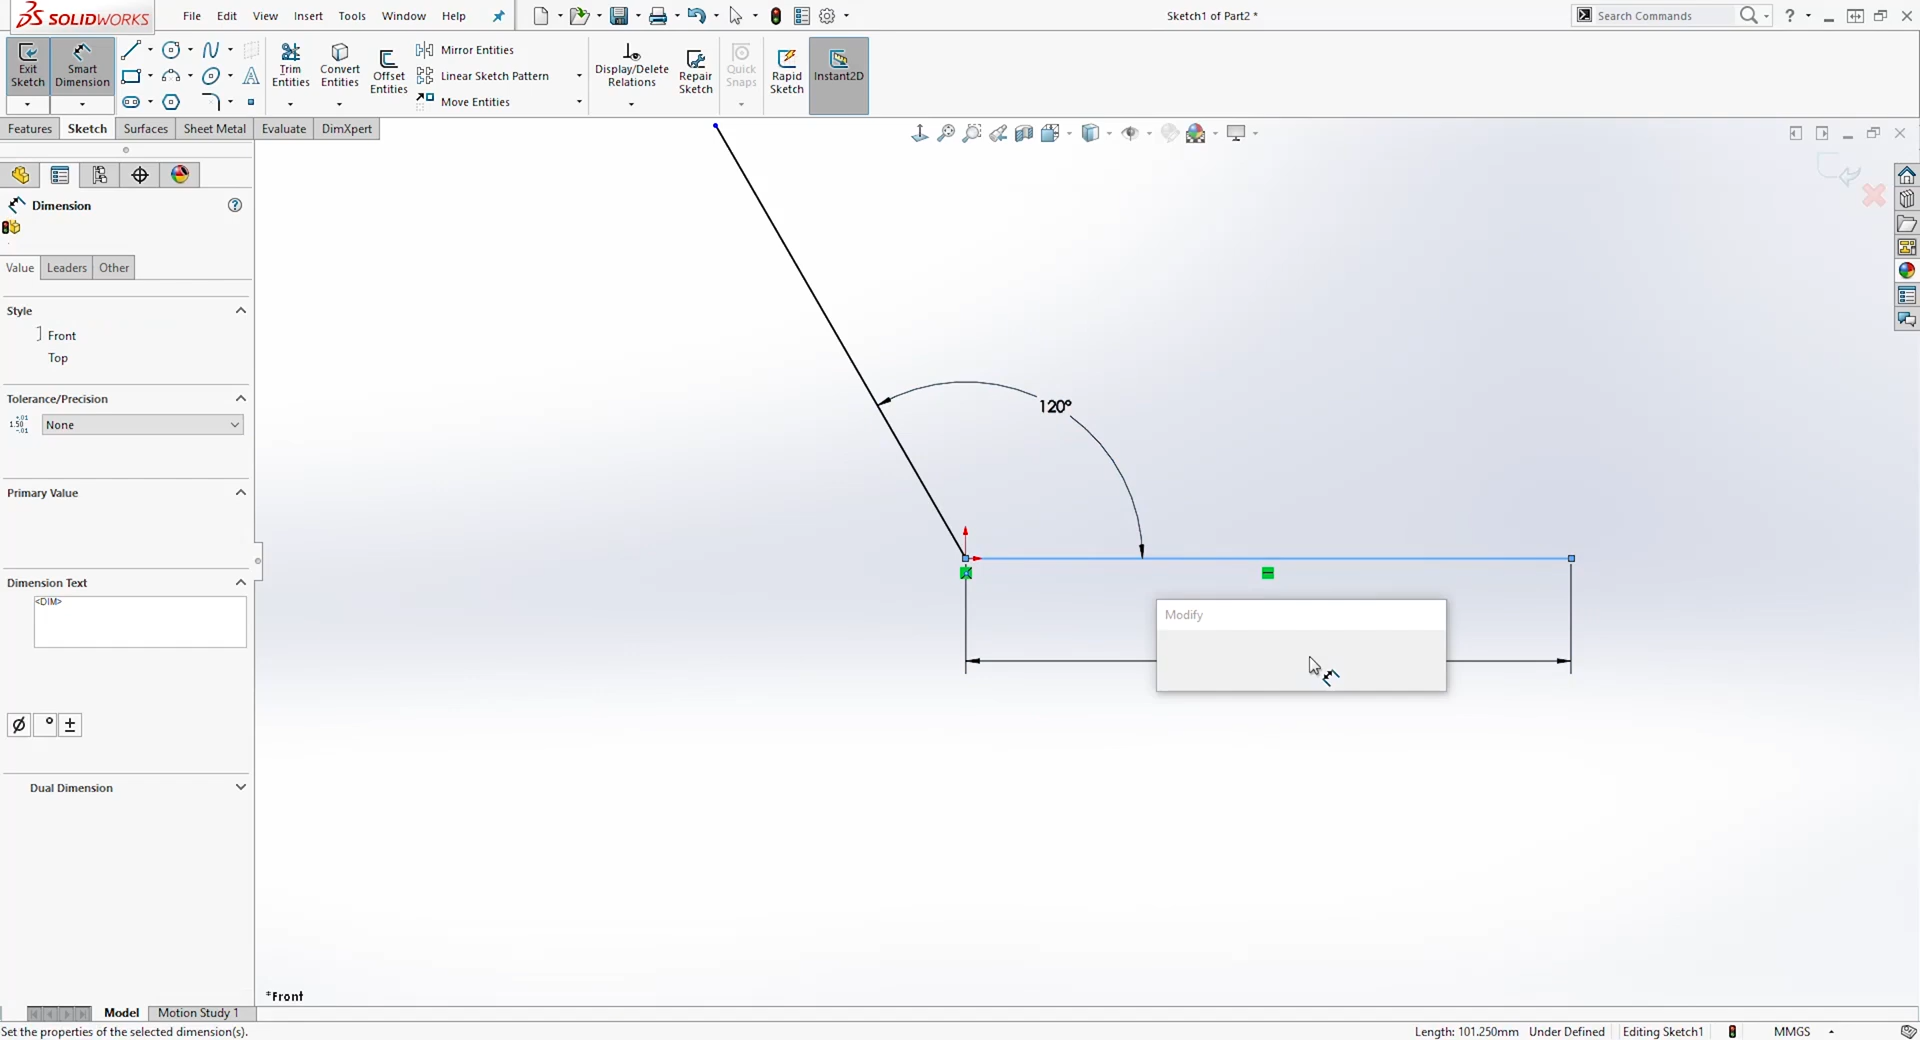 SOLIDWORKS File Edit View Insert Tools Window Help Sketch1 of Part2 * Search Commands
Exit Sketch
Smart Dimension
Trim Entities
Convert Entities
Offset Entities
Mirror Entities
Linear Sketch Pattern
Move Entities
Display/Delete Relations
Repair Sketch
Quick Snaps
Rapid Sketch
Instant2D
Features Sketch Surfaces Sheet Metal Evaluate DimXpert
Dimension
Value Leaders Other
Style
Front
Top
Tolerance/Precision
+.01
1.50
-.01
None
Primary Value
Dimension Text
<DIM>
Dual Dimension
120°
Modify
*Front
Model Motion Study 1
Set the properties of the selected dimension(s). Length: 101.250mm Under Defined Editing Sketch1 MMGS